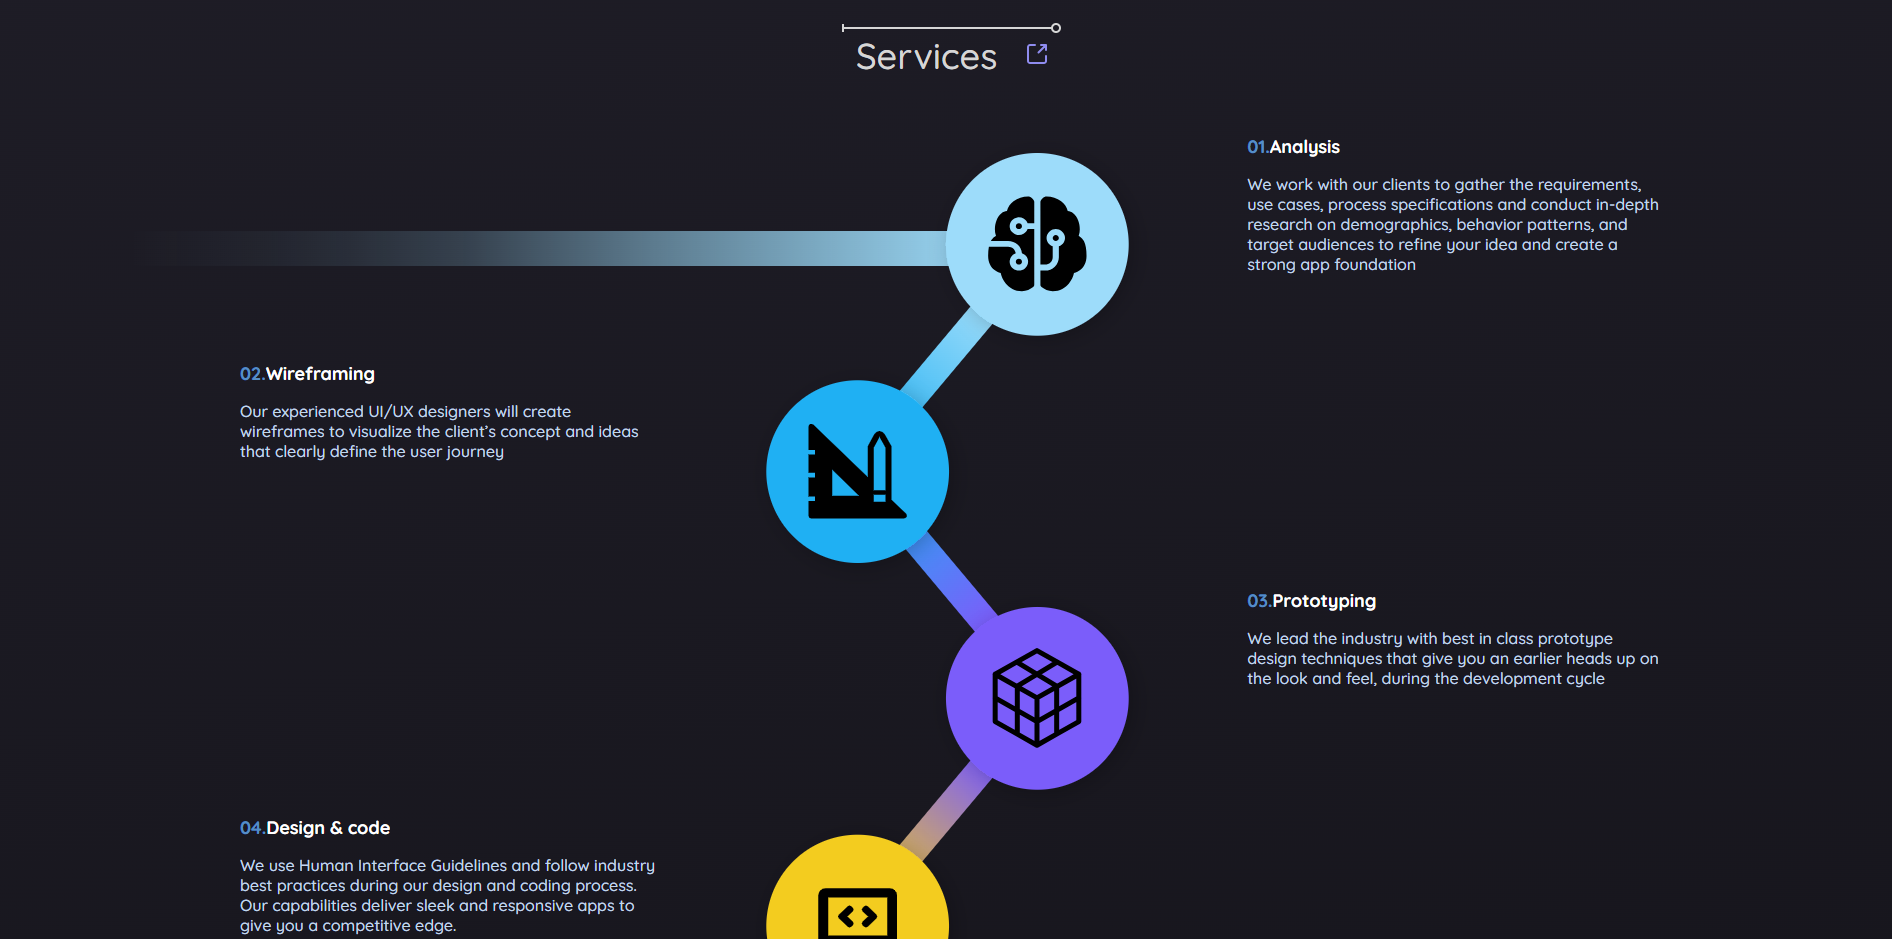 Services
01.Analysis
We work with our clients to gather the requirements,
use cases, process specifications and conduct in-depth
research on demographics, behavior patterns, and
target audiences to refine your idea and create a
strong app foundation
02.Wireframing
Our experienced UI/UX designers will create
wireframes to visualize the client’s concept and ideas
that clearly define the user journey
03.Prototyping
We lead the industry with best in class prototype
design techniques that give you an earlier heads up on
the look and feel, during the development cycle
04.Design & code
We use Human Interface Guidelines and follow industry
best practices during our design and coding process.
Our capabilities deliver sleek and responsive apps to
give you a competitive edge.